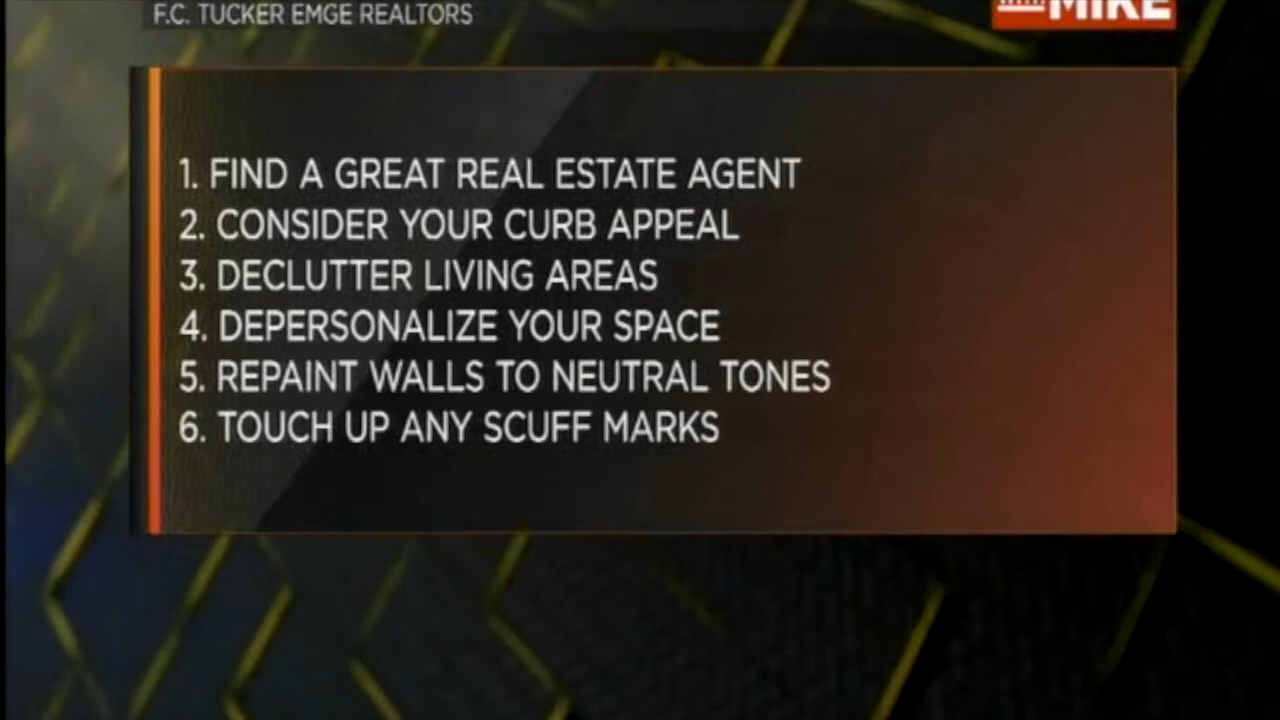 F.C. TUCKER EMGE REALTORS
MIKE
1. FIND A GREAT REAL ESTATE AGENT
2. CONSIDER YOUR CURB APPEAL
3. DECLUTTER LIVING AREAS
4. DEPERSONALIZE YOUR SPACE
5. REPAINT WALLS TO NEUTRAL TONES
6. TOUCH UP ANY SCUFF MARKS